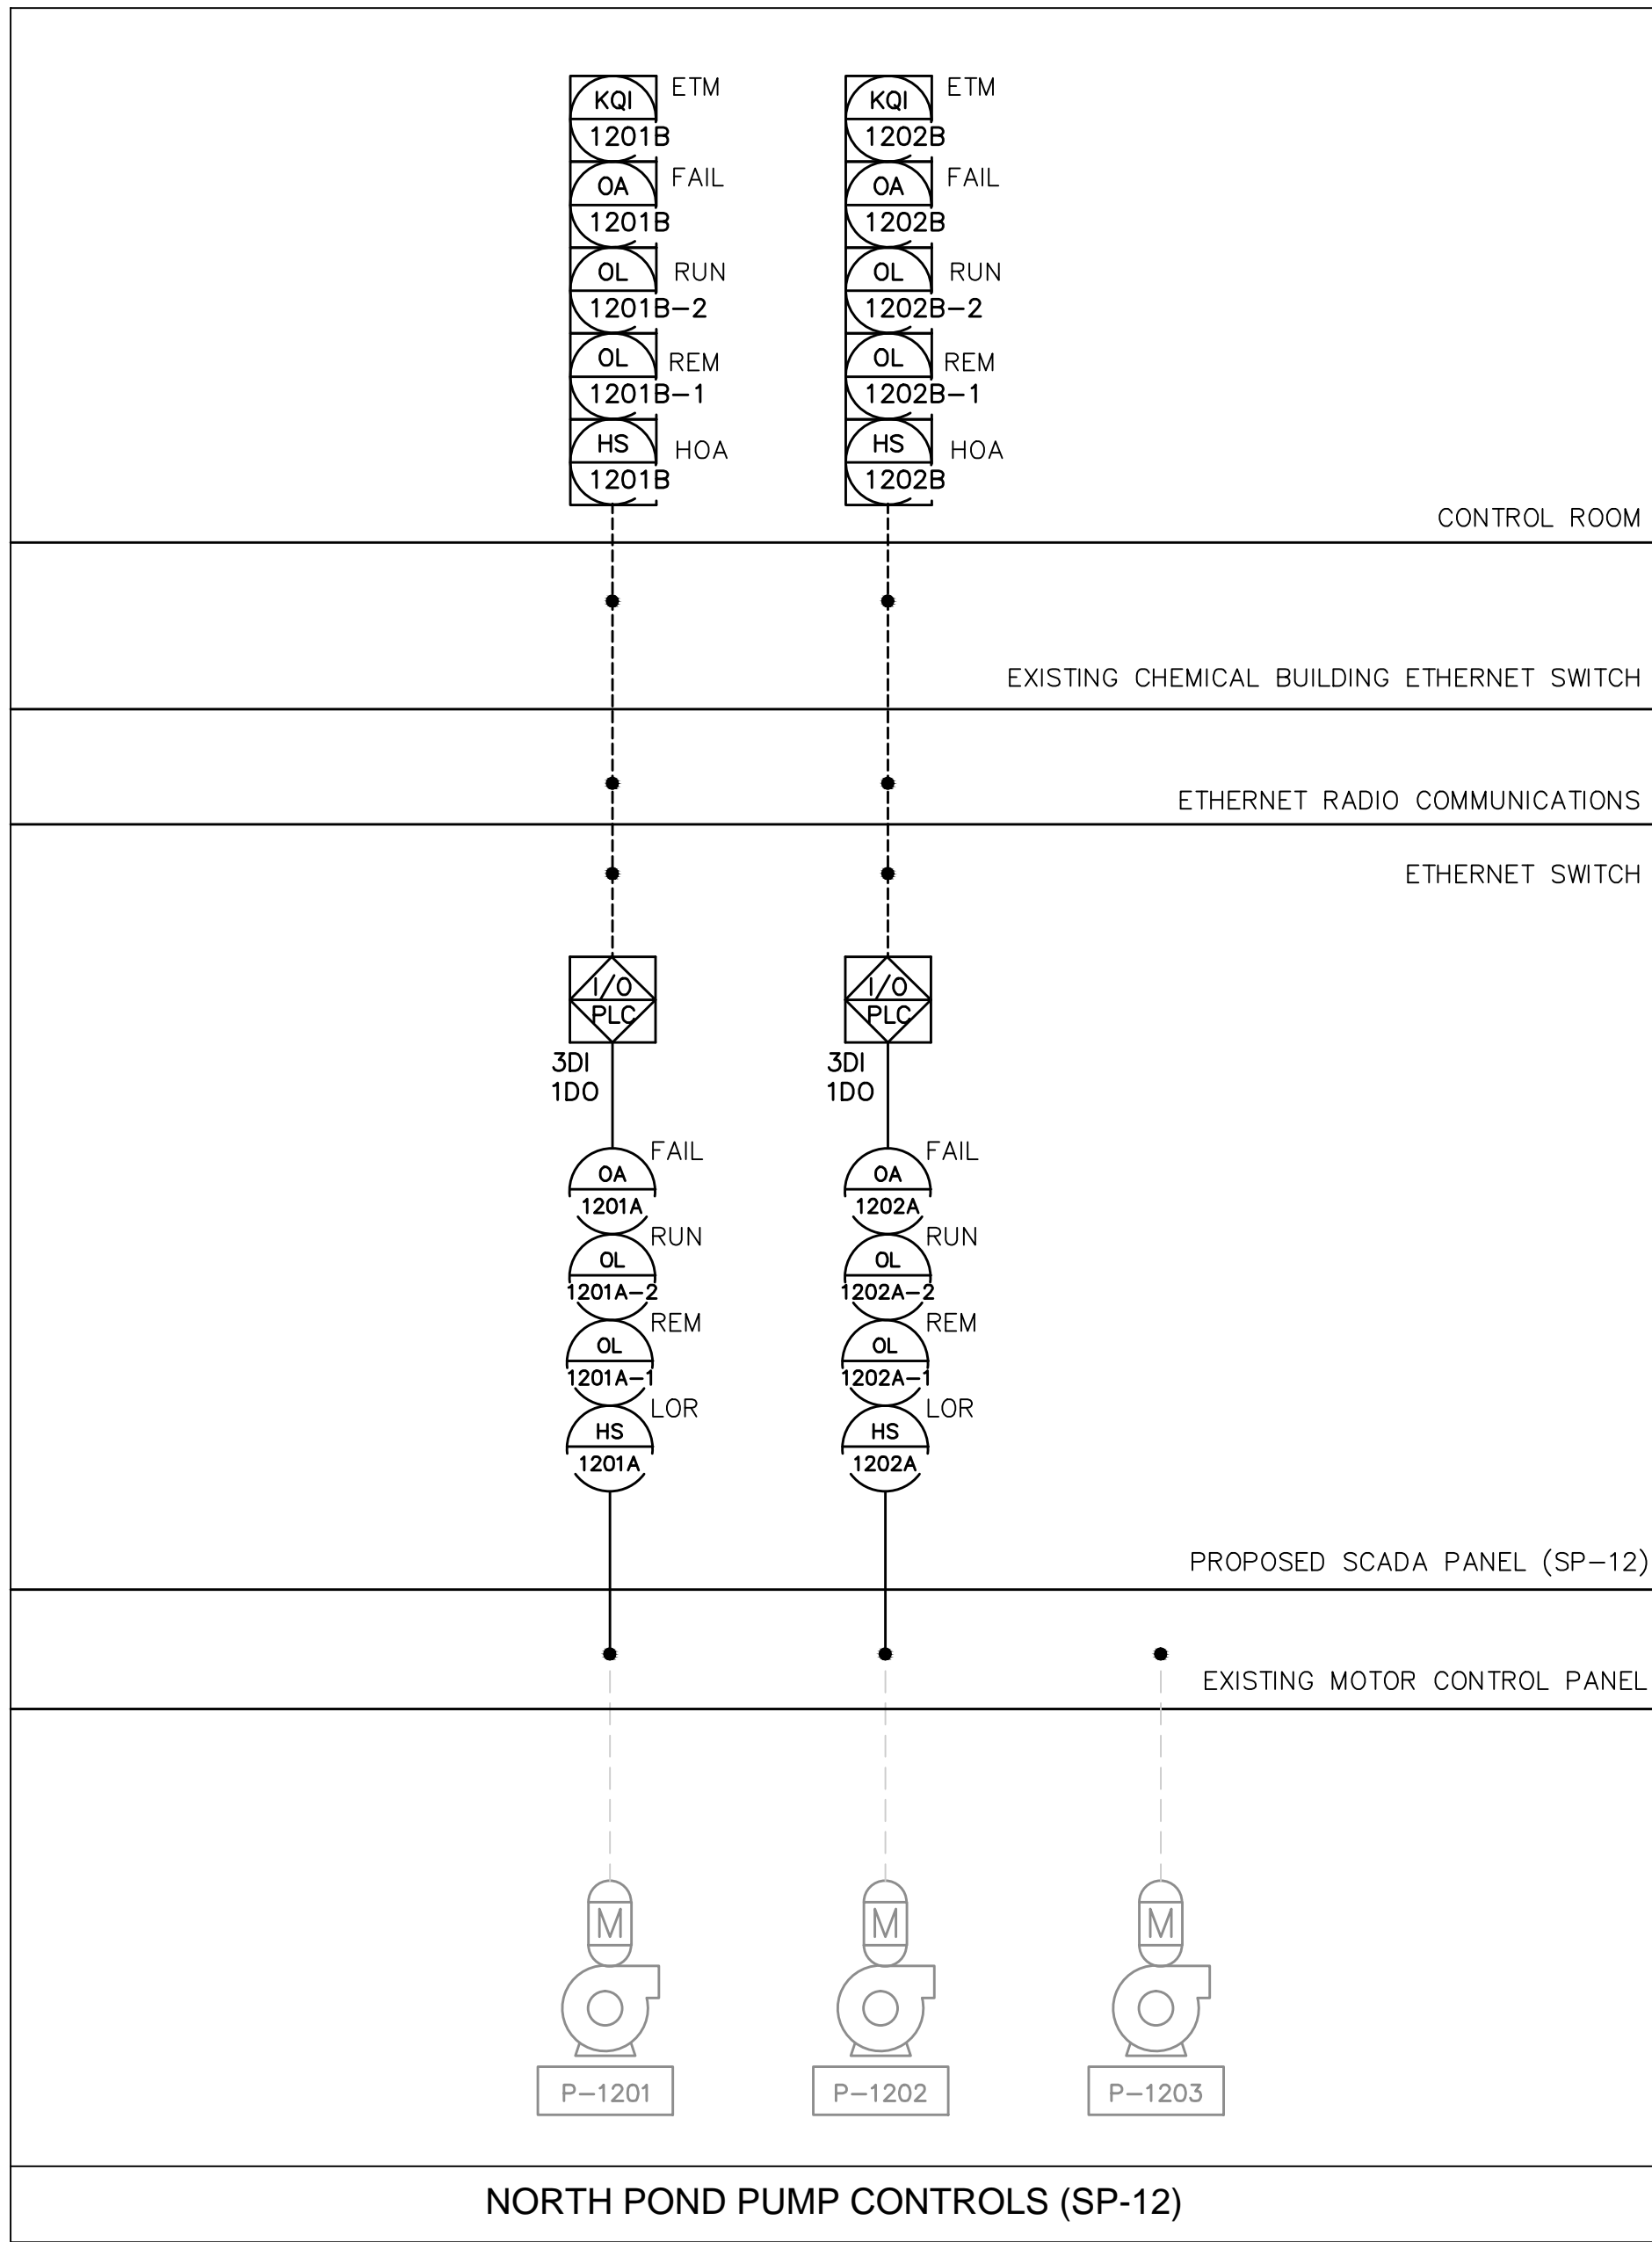 KQI ETM KQI ETM
1201B 1202B
OA FAIL OA FAIL
1201B 1202B
OL RUN OL RUN
1201B-2 1202B-2
OL REM OL REM
1201B-1 1202B-1
HS HOA HS HOA
1201B 1202B
CONTROL ROOM
EXISTING CHEMICAL BUILDING ETHERNET SWITCH
ETHERNET RADIO COMMUNICATIONS
ETHERNET SWITCH
I/O I/O
PLC PLC
3DI 3DI
1DO 1DO
FAIL FAIL
OA OA
1201A 1202A
RUN RUN
OL OL
1201A-2 1202A-2
REM REM
OL OL
1201A-1 1202A-1
LOR LOR
HS HS
1201A 1202A
PROPOSED SCADA PANEL (SP-12)
EXISTING MOTOR CONTROL PANEL
M M M
P-1201 P-1202 P-1203
NORTH POND PUMP CONTROLS (SP-12)